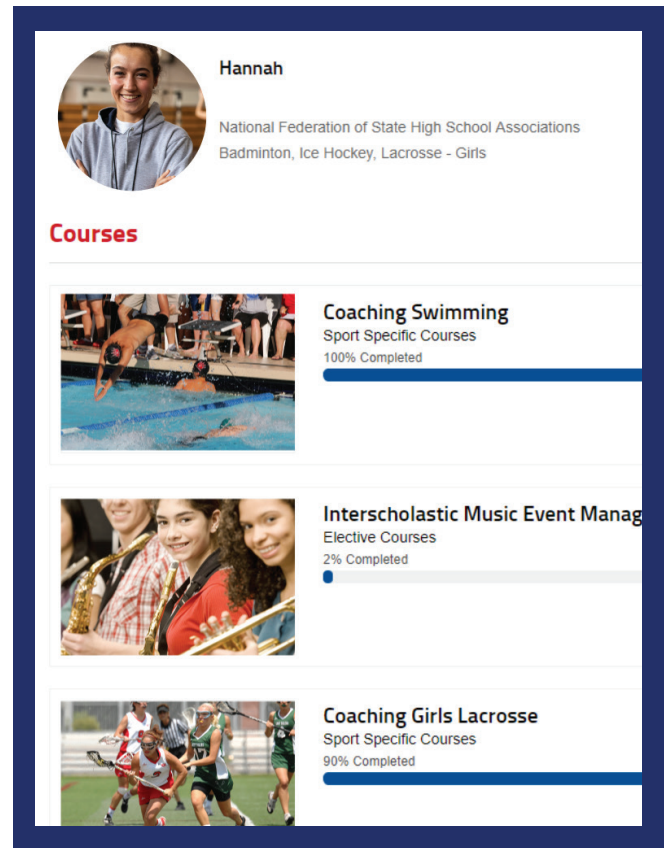 Hannah
National Federation of State High School Associations
Badminton, Ice Hockey, Lacrosse - Girls
Courses
Coaching Swimming
Sport Specific Courses
100% Completed
Interscholastic Music Event Manag
Elective Courses
2% Completed
Coaching Girls Lacrosse
Sport Specific Courses
90% Completed